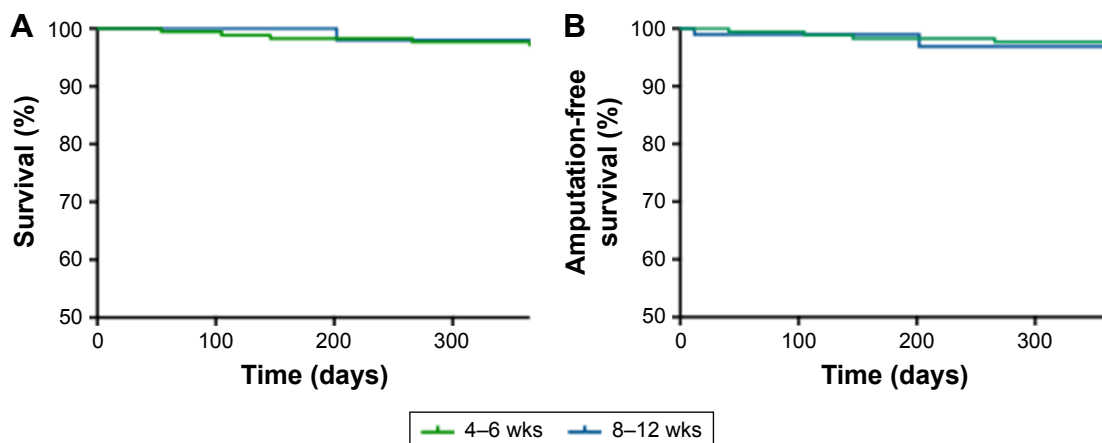 A
Survival (%)
100
90
80
70
60
50
0 100 200 300
Time (days)
B
Amputation-free
survival (%)
100
90
80
70
60
50
0 100 200 300
Time (days)
4–6 wks 8–12 wks